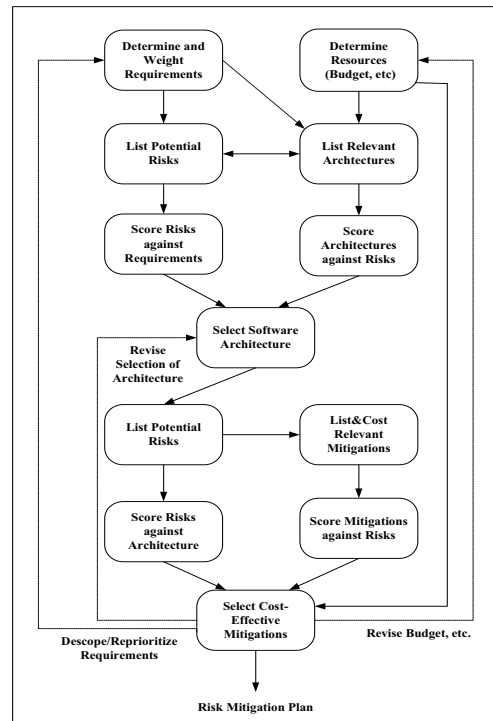 Determine and
Weight
Requirements
Determine
Resources
(Budget, etc)
List Potential
Risks
List Relevant
Archtectures
Score Risks
against
Requirements
Score
Architectures
against Risks
Select Software
Architecture
Revise
Selection of
Architecture
List Potential
Risks
List&Cost
Relevant
Mitigations
Score Risks
against
Architecture
Score Mitigations
against Risks
Select Cost-
Effective
Mitigations
Descope/Reprioritize
Requirements
Revise Budget, etc.
Risk Mitigation Plan